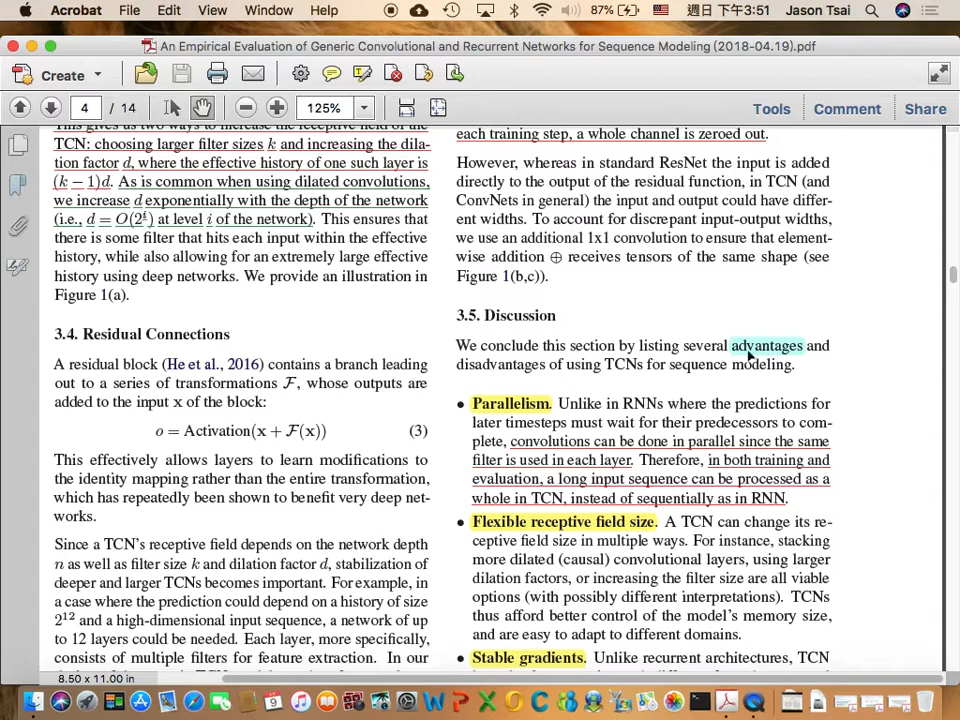 Acrobat File Edit View Window Help 87% 週日 下午3:51 Jason Tsai
An Empirical Evaluation of Generic Convolutional and Recurrent Networks for Sequence Modeling (2018-04.19).pdf
Create
4 / 14 125% Tools Comment Share
This gives us two ways to increase the receptive field of the
TCN: choosing larger filter sizes k and increasing the dila-
tion factor d, where the effective history of one such layer is
(k − 1)d. As is common when using dilated convolutions,
we increase d exponentially with the depth of the network
(i.e., d = O(2^i) at level i of the network). This ensures that
there is some filter that hits each input within the effective
history, while also allowing for an extremely large effective
history using deep networks. We provide an illustration in
Figure 1(a).
3.4. Residual Connections
A residual block (He et al., 2016) contains a branch leading
out to a series of transformations F, whose outputs are
added to the input x of the block:
o = Activation(x + F(x)) (3)
This effectively allows layers to learn modifications to
the identity mapping rather than the entire transformation,
which has repeatedly been shown to benefit very deep net-
works.
Since a TCN's receptive field depends on the network depth
n as well as filter size k and dilation factor d, stabilization of
deeper and larger TCNs becomes important. For example, in
a case where the prediction could depend on a history of size
2^12 and a high-dimensional input sequence, a network of up
to 12 layers could be needed. Each layer, more specifically,
consists of multiple filters for feature extraction. In our
each training step, a whole channel is zeroed out.
However, whereas in standard ResNet the input is added
directly to the output of the residual function, in TCN (and
ConvNets in general) the input and output could have differ-
ent widths. To account for discrepant input-output widths,
we use an additional 1x1 convolution to ensure that element-
wise addition ⊕ receives tensors of the same shape (see
Figure 1(b,c)).
3.5. Discussion
We conclude this section by listing several advantages and
disadvantages of using TCNs for sequence modeling.
● Parallelism. Unlike in RNNs where the predictions for
later timesteps must wait for their predecessors to com-
plete, convolutions can be done in parallel since the same
filter is used in each layer. Therefore, in both training and
evaluation, a long input sequence can be processed as a
whole in TCN, instead of sequentially as in RNN.
● Flexible receptive field size. A TCN can change its re-
ceptive field size in multiple ways. For instance, stacking
more dilated (causal) convolutional layers, using larger
dilation factors, or increasing the filter size are all viable
options (with possibly different interpretations). TCNs
thus afford better control of the model's memory size,
and are easy to adapt to different domains.
● Stable gradients. Unlike recurrent architectures, TCN
8.50 x 11.00 in